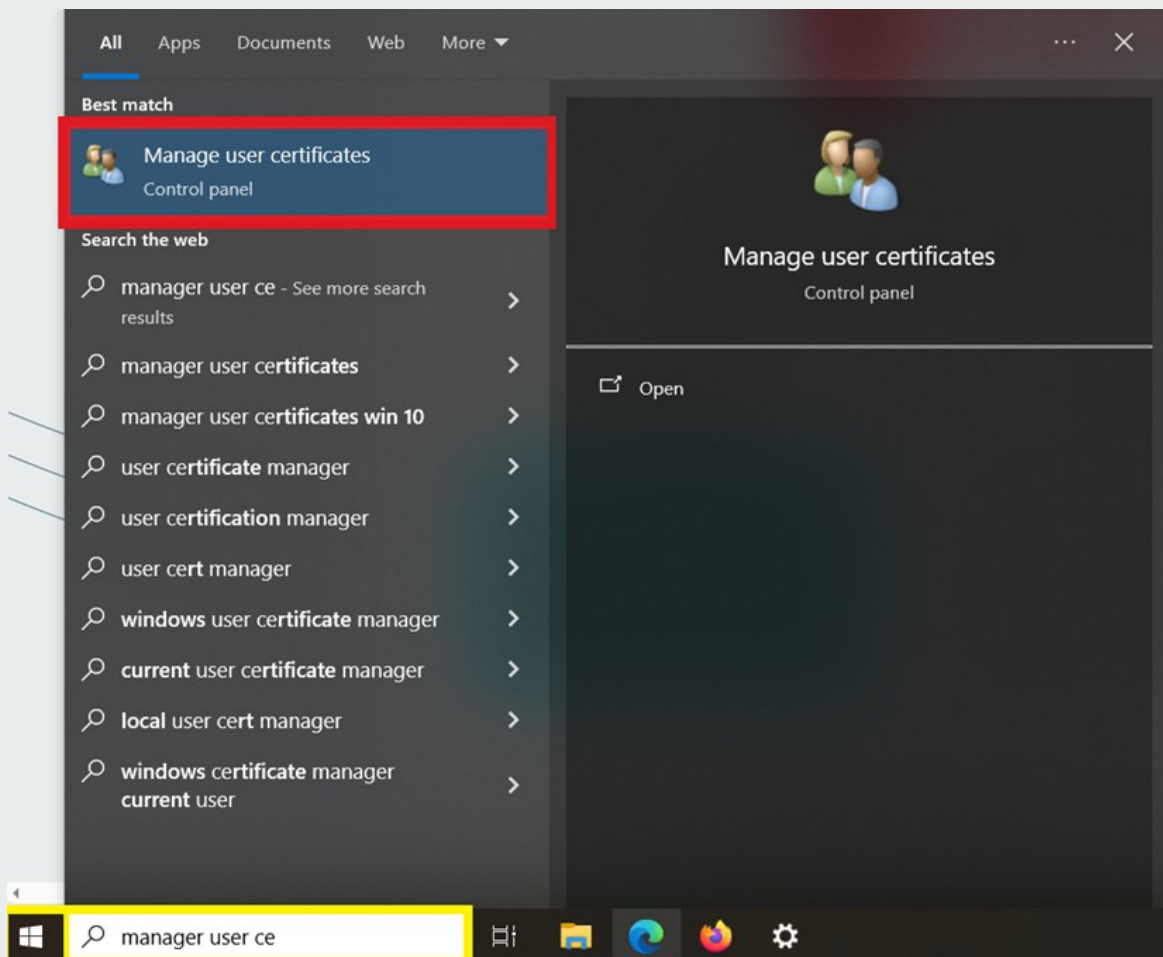 All Apps Documents Web More
Best match
Manage user certificates
Control panel
Search the web
manager user ce - See more search
results
manager user certificates
manager user certificates win 10
user certificate manager
user certification manager
user cert manager
windows user certificate manager
current user certificate manager
local user cert manager
windows certificate manager
current user
Manage user certificates
Control panel
Open
manager user ce